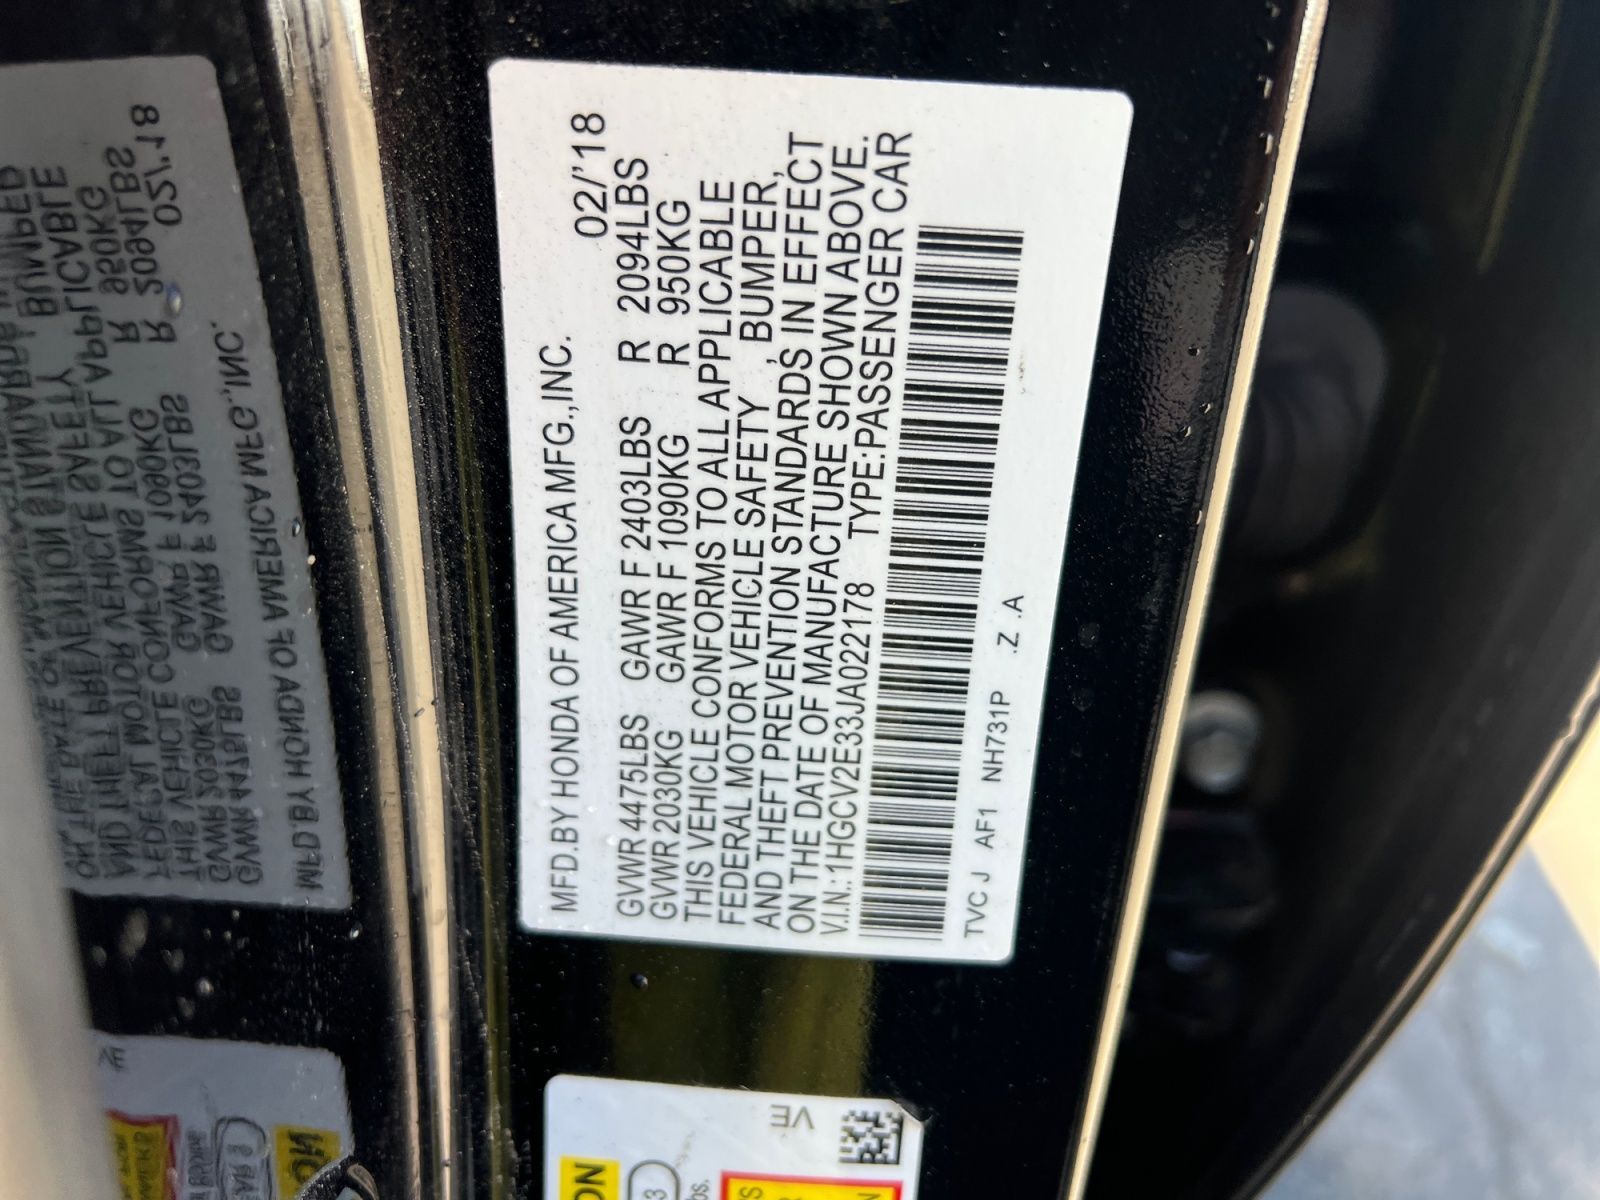 MFD.BY HONDA OF AMERICA MFG.,INC. 02/'18
GVWR 4475LBS GAWR F 2403LBS R 2094LBS
GVWR 2030KG GAWR F 1090KG R 950KG
THIS VEHICLE CONFORMS TO ALL APPLICABLE
FEDERAL MOTOR VEHICLE SAFETY , BUMPER,
AND THEFT PREVENTION STANDARDS IN EFFECT
ON THE DATE OF MANUFACTURE SHOWN ABOVE.
V.I.N.:1HGCV2E33JA022178 TYPE:PASSENGER CAR
TVC J AF1 NH731P .Z .A
VE